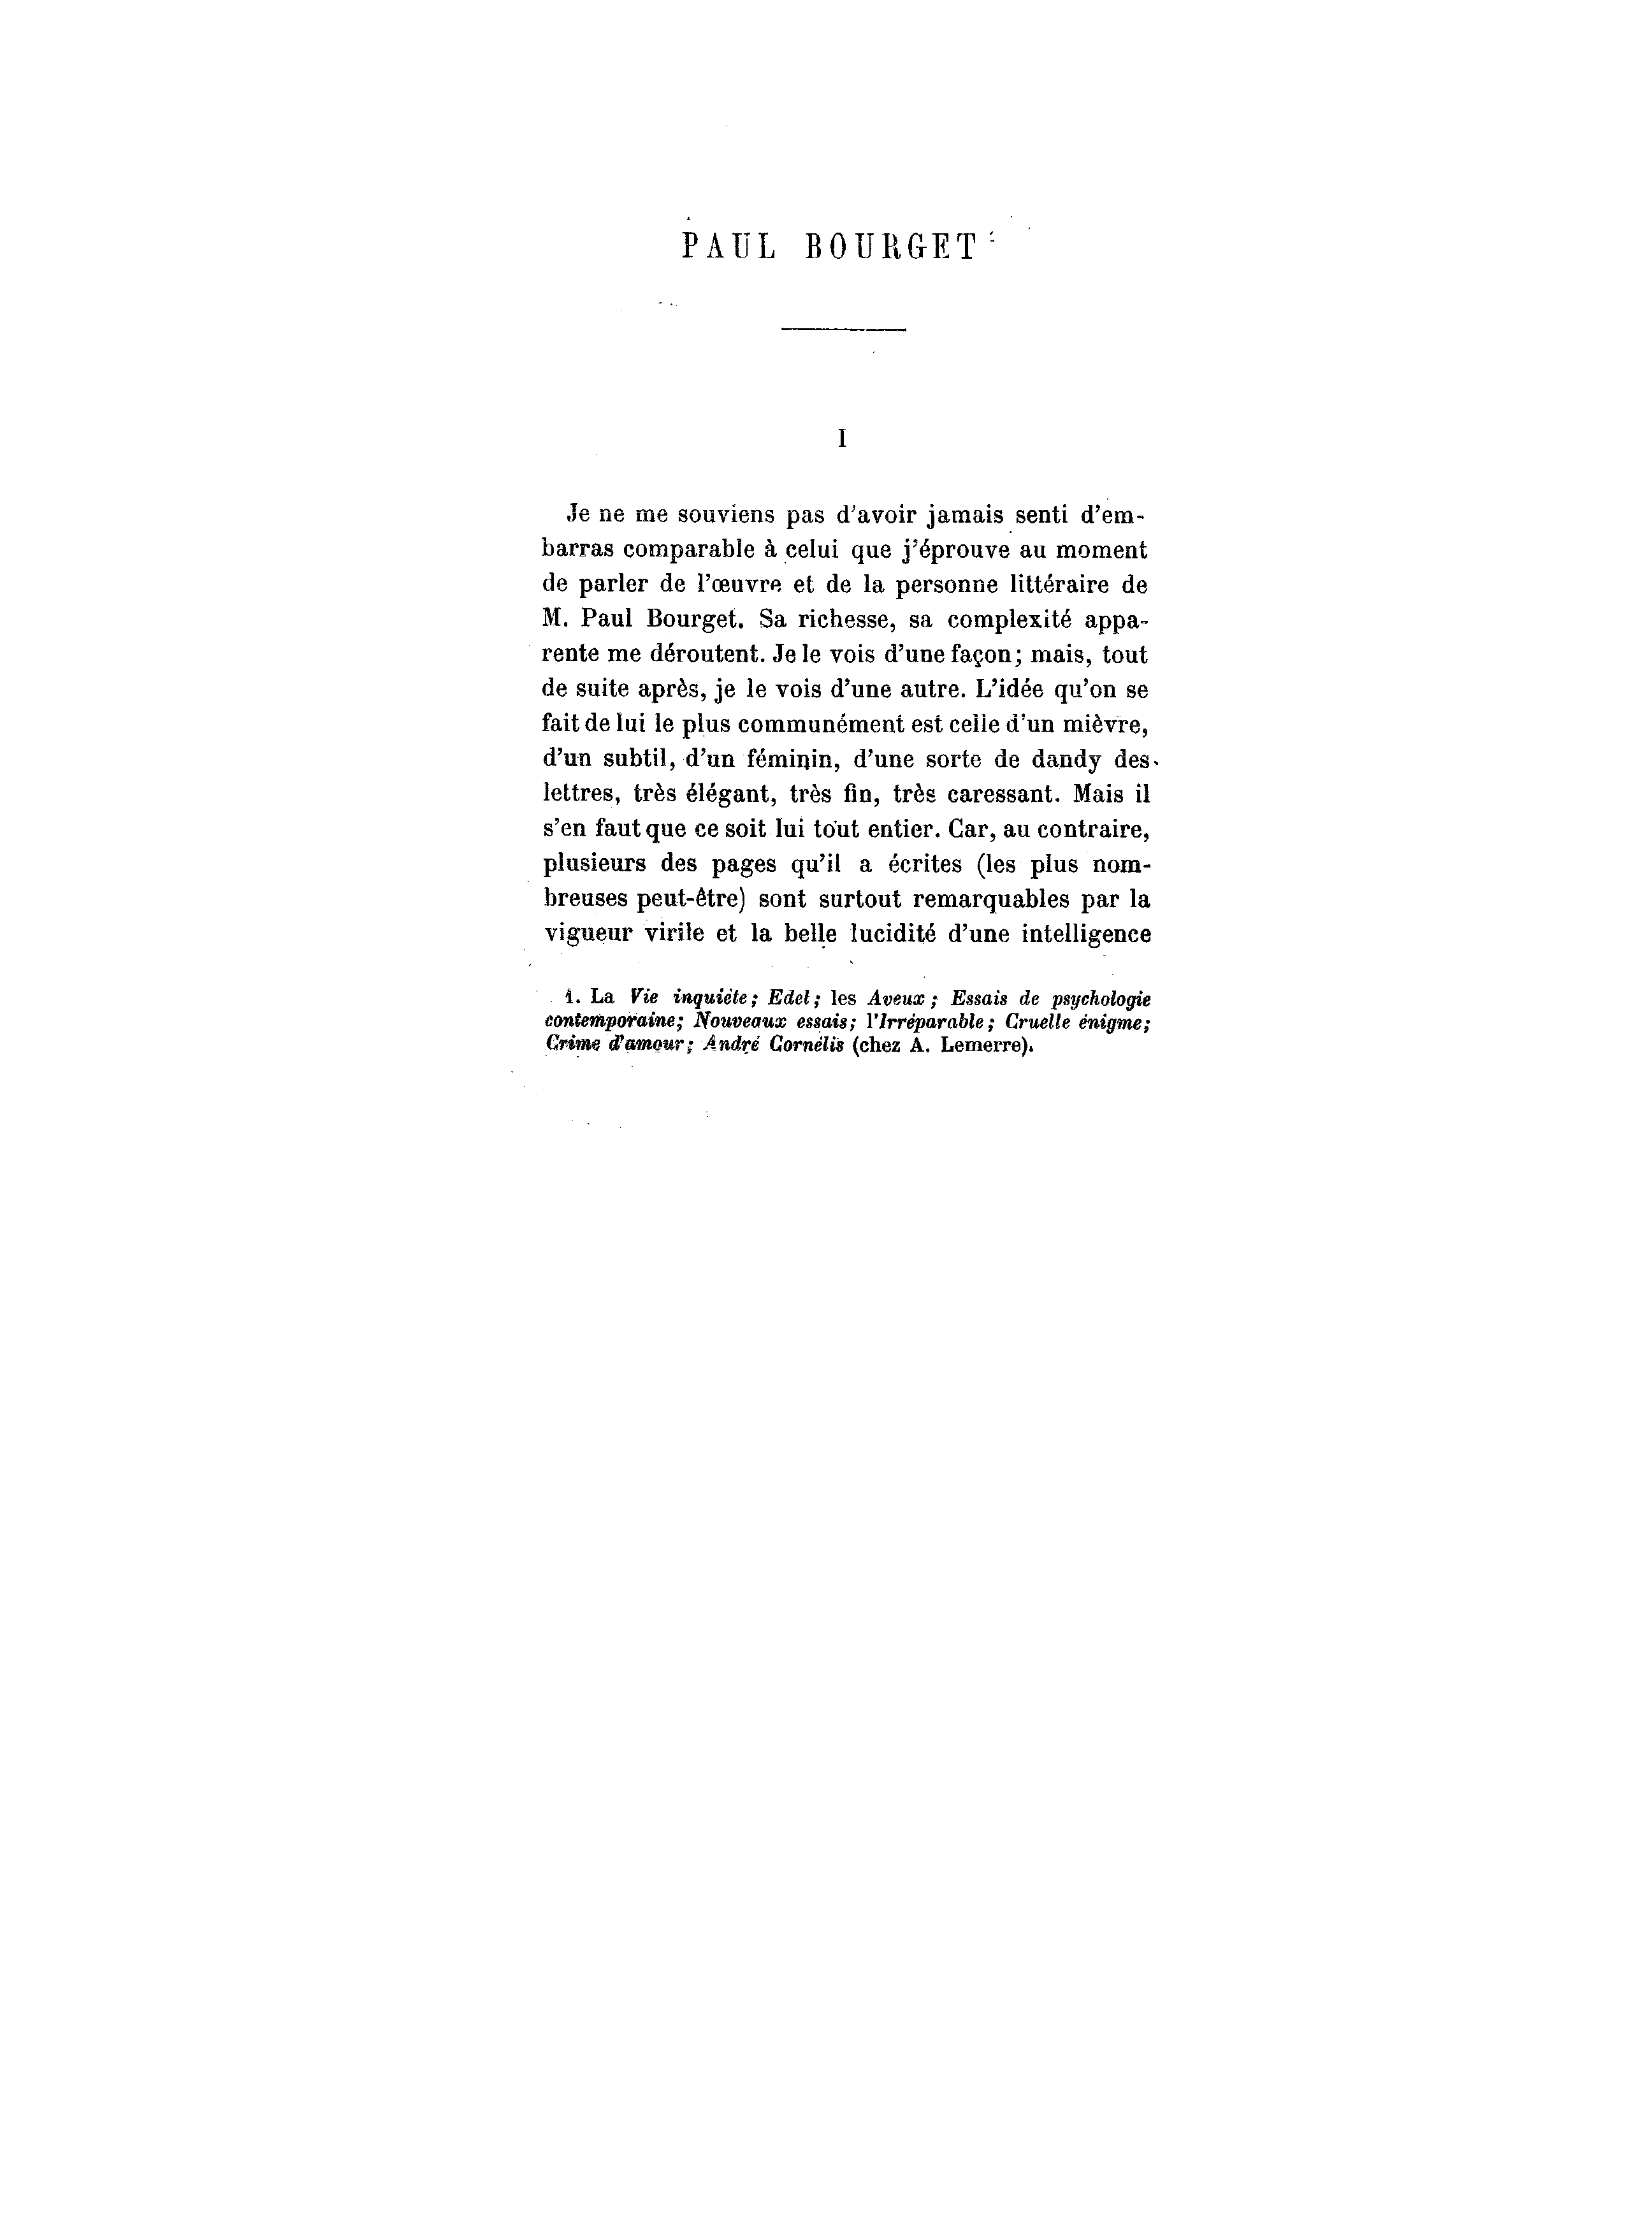 PAUL BOURGET
I
Je ne me souviens pas d'avoir jamais senti d'em-
barras comparable à celui que j'éprouve au moment
de parler de l'œuvre et de la personne littéraire de
M. Paul Bourget. Sa richesse, sa complexité appa-
rente me déroutent. Je le vois d'une façon; mais, tout
de suite après, je le vois d'une autre. L'idée qu'on se
fait de lui le plus communément est celle d'un mièvre,
d'un subtil, d'un féminin, d'une sorte de dandy des
lettres, très élégant, très fin, très caressant. Mais il
s'en faut que ce soit lui tout entier. Car, au contraire,
plusieurs des pages qu'il a écrites (les plus nom-
breuses peut-être) sont surtout remarquables par la
vigueur virile et la belle lucidité d'une intelligence
1. La Vie inquiète; Edel; les Aveux; Essais de psychologie
contemporaine; Nouveaux essais; l'Irréparable; Cruelle énigme;
Crime d'amour; André Cornélis (chez A. Lemerre).